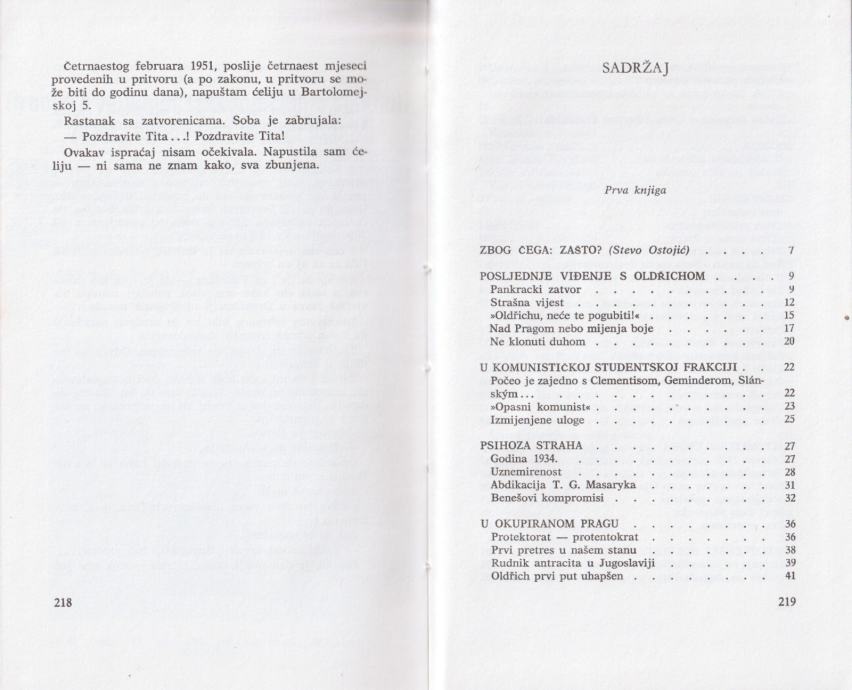 Četrnaestog februara 1951, poslije četrnaest mjeseci
provedenih u pritvoru (a po zakonu, u pritvoru se mo-
že biti do godinu dana), napuštam ćeliju u Bartolomej-
skoj 5.
Rastanak sa zatvorenicama. Soba je zabrujala:
— Pozdravite Tita...! Pozdravite Tita!
Ovakav ispraćaj nisam očekivala. Napustila sam će-
liju — ni sama ne znam kako, sva zbunjena.
218
SADRŽAJ
Prva knjiga
ZBOG ČEGA: ZAŠTO? (Stevo Ostojić) . . . . 7
POSLJEDNJE VIĐENJE S OLDŘICHOM . . . . 9
Pankracki zatvor . . . . . . . . . . 9
Strašna vijest . . . . . . . . . . . 12
»Oldřichu, neće te pogubiti!« . . . . . . . 15
Nad Pragom nebo mijenja boje . . . . . . 17
Ne klonuti duhom . . . . . . . . . . 20
U KOMUNISTIČKOJ STUDENTSKOJ FRAKCIJI . . 22
Počeo je zajedno s Clementisom, Geminderom, Slán-
ským... . . . . . . . . . . . . 22
»Opasni komunist« . . . . . . . . . . 23
Izmijenjene uloge . . . . . . . . . . 25
PSIHOZA STRAHA . . . . . . . . . . 27
Godina 1934. . . . . . . . . . . . 27
Uznemirenost . . . . . . . . . . . 28
Abdikacija T. G. Masaryka . . . . . . . 31
Benešovi kompromisi . . . . . . . . . 32
U OKUPIRANOM PRAGU . . . . . . . . 36
Protektorat — protentokrat . . . . . . . 36
Prvi pretres u našem stanu . . . . . . . 38
Rudnik antracita u Jugoslaviji . . . . . . 39
Oldřich prvi put uhapšen . . . . . . . . 41
219